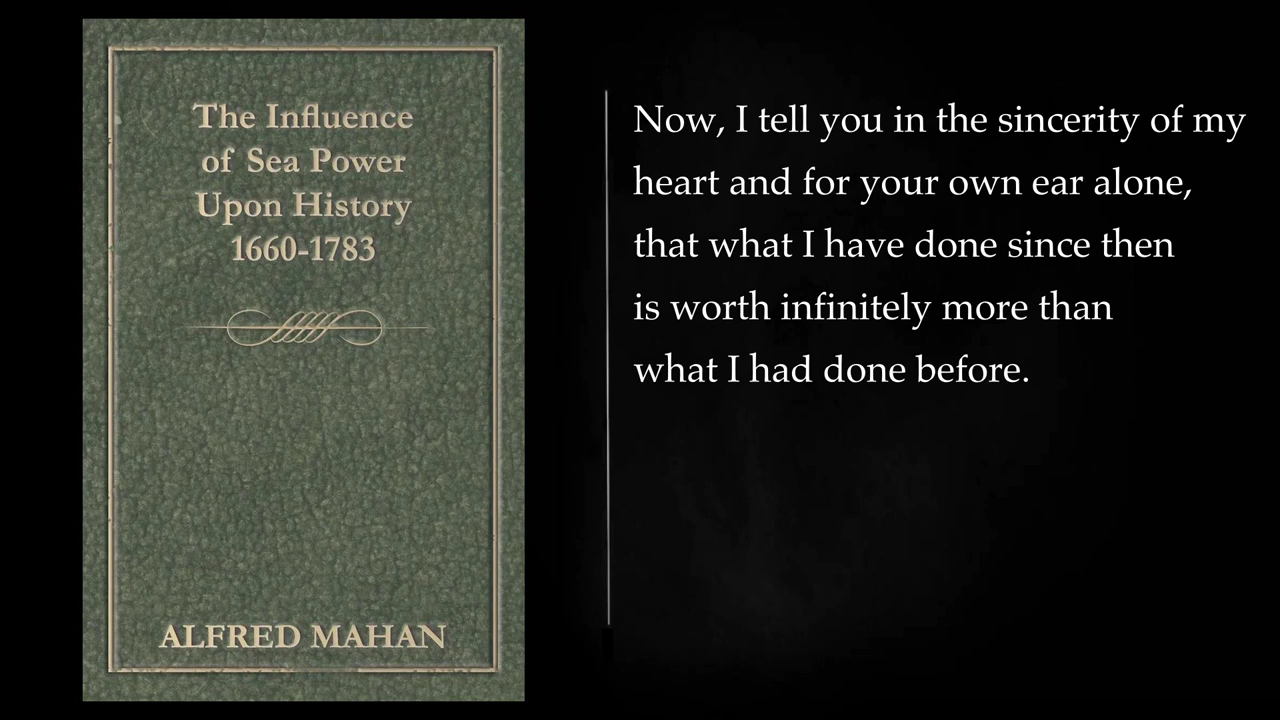 The Influence
of Sea Power
Upon History
1660-1783
ALFRED MAHAN
Now, I tell you in the sincerity of my
heart and for your own ear alone,
that what I have done since then
is worth infinitely more than
what I had done before.